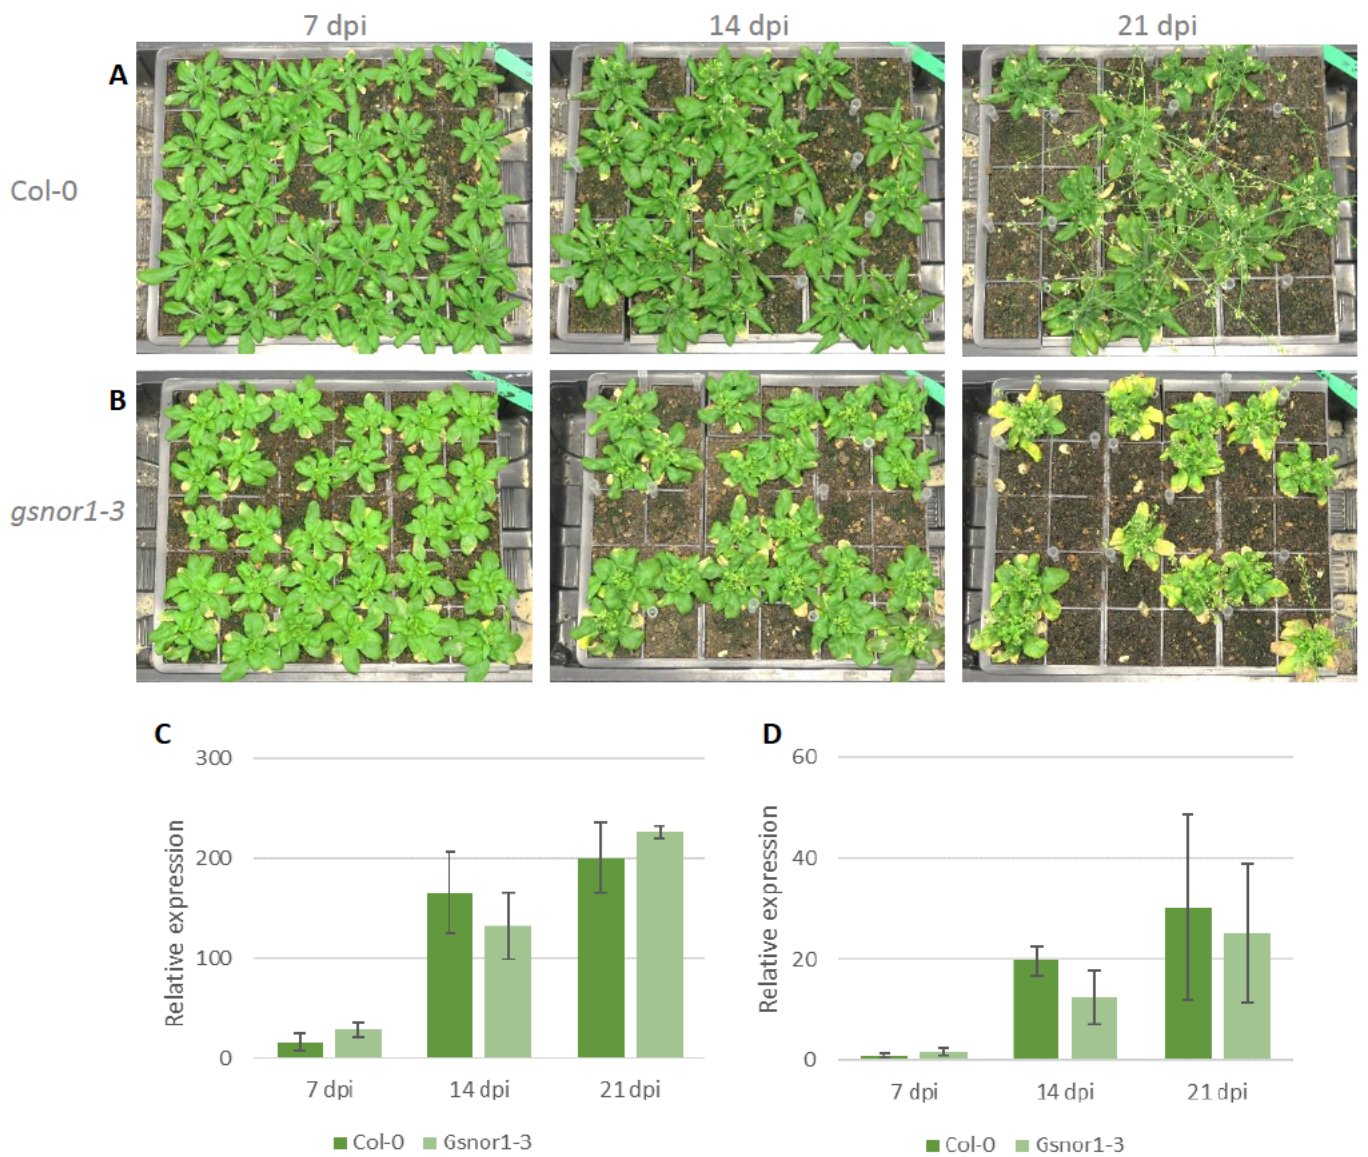 7 dpi 14 dpi 21 dpi
A
Col-0
B
gsnor1-3
C
300
200
100
0
Relative expression
7 dpi 14 dpi 21 dpi
Col-0 Gsnor1-3
D
60
40
20
0
Relative expression
7 dpi 14 dpi 21 dpi
Col-0 Gsnor1-3